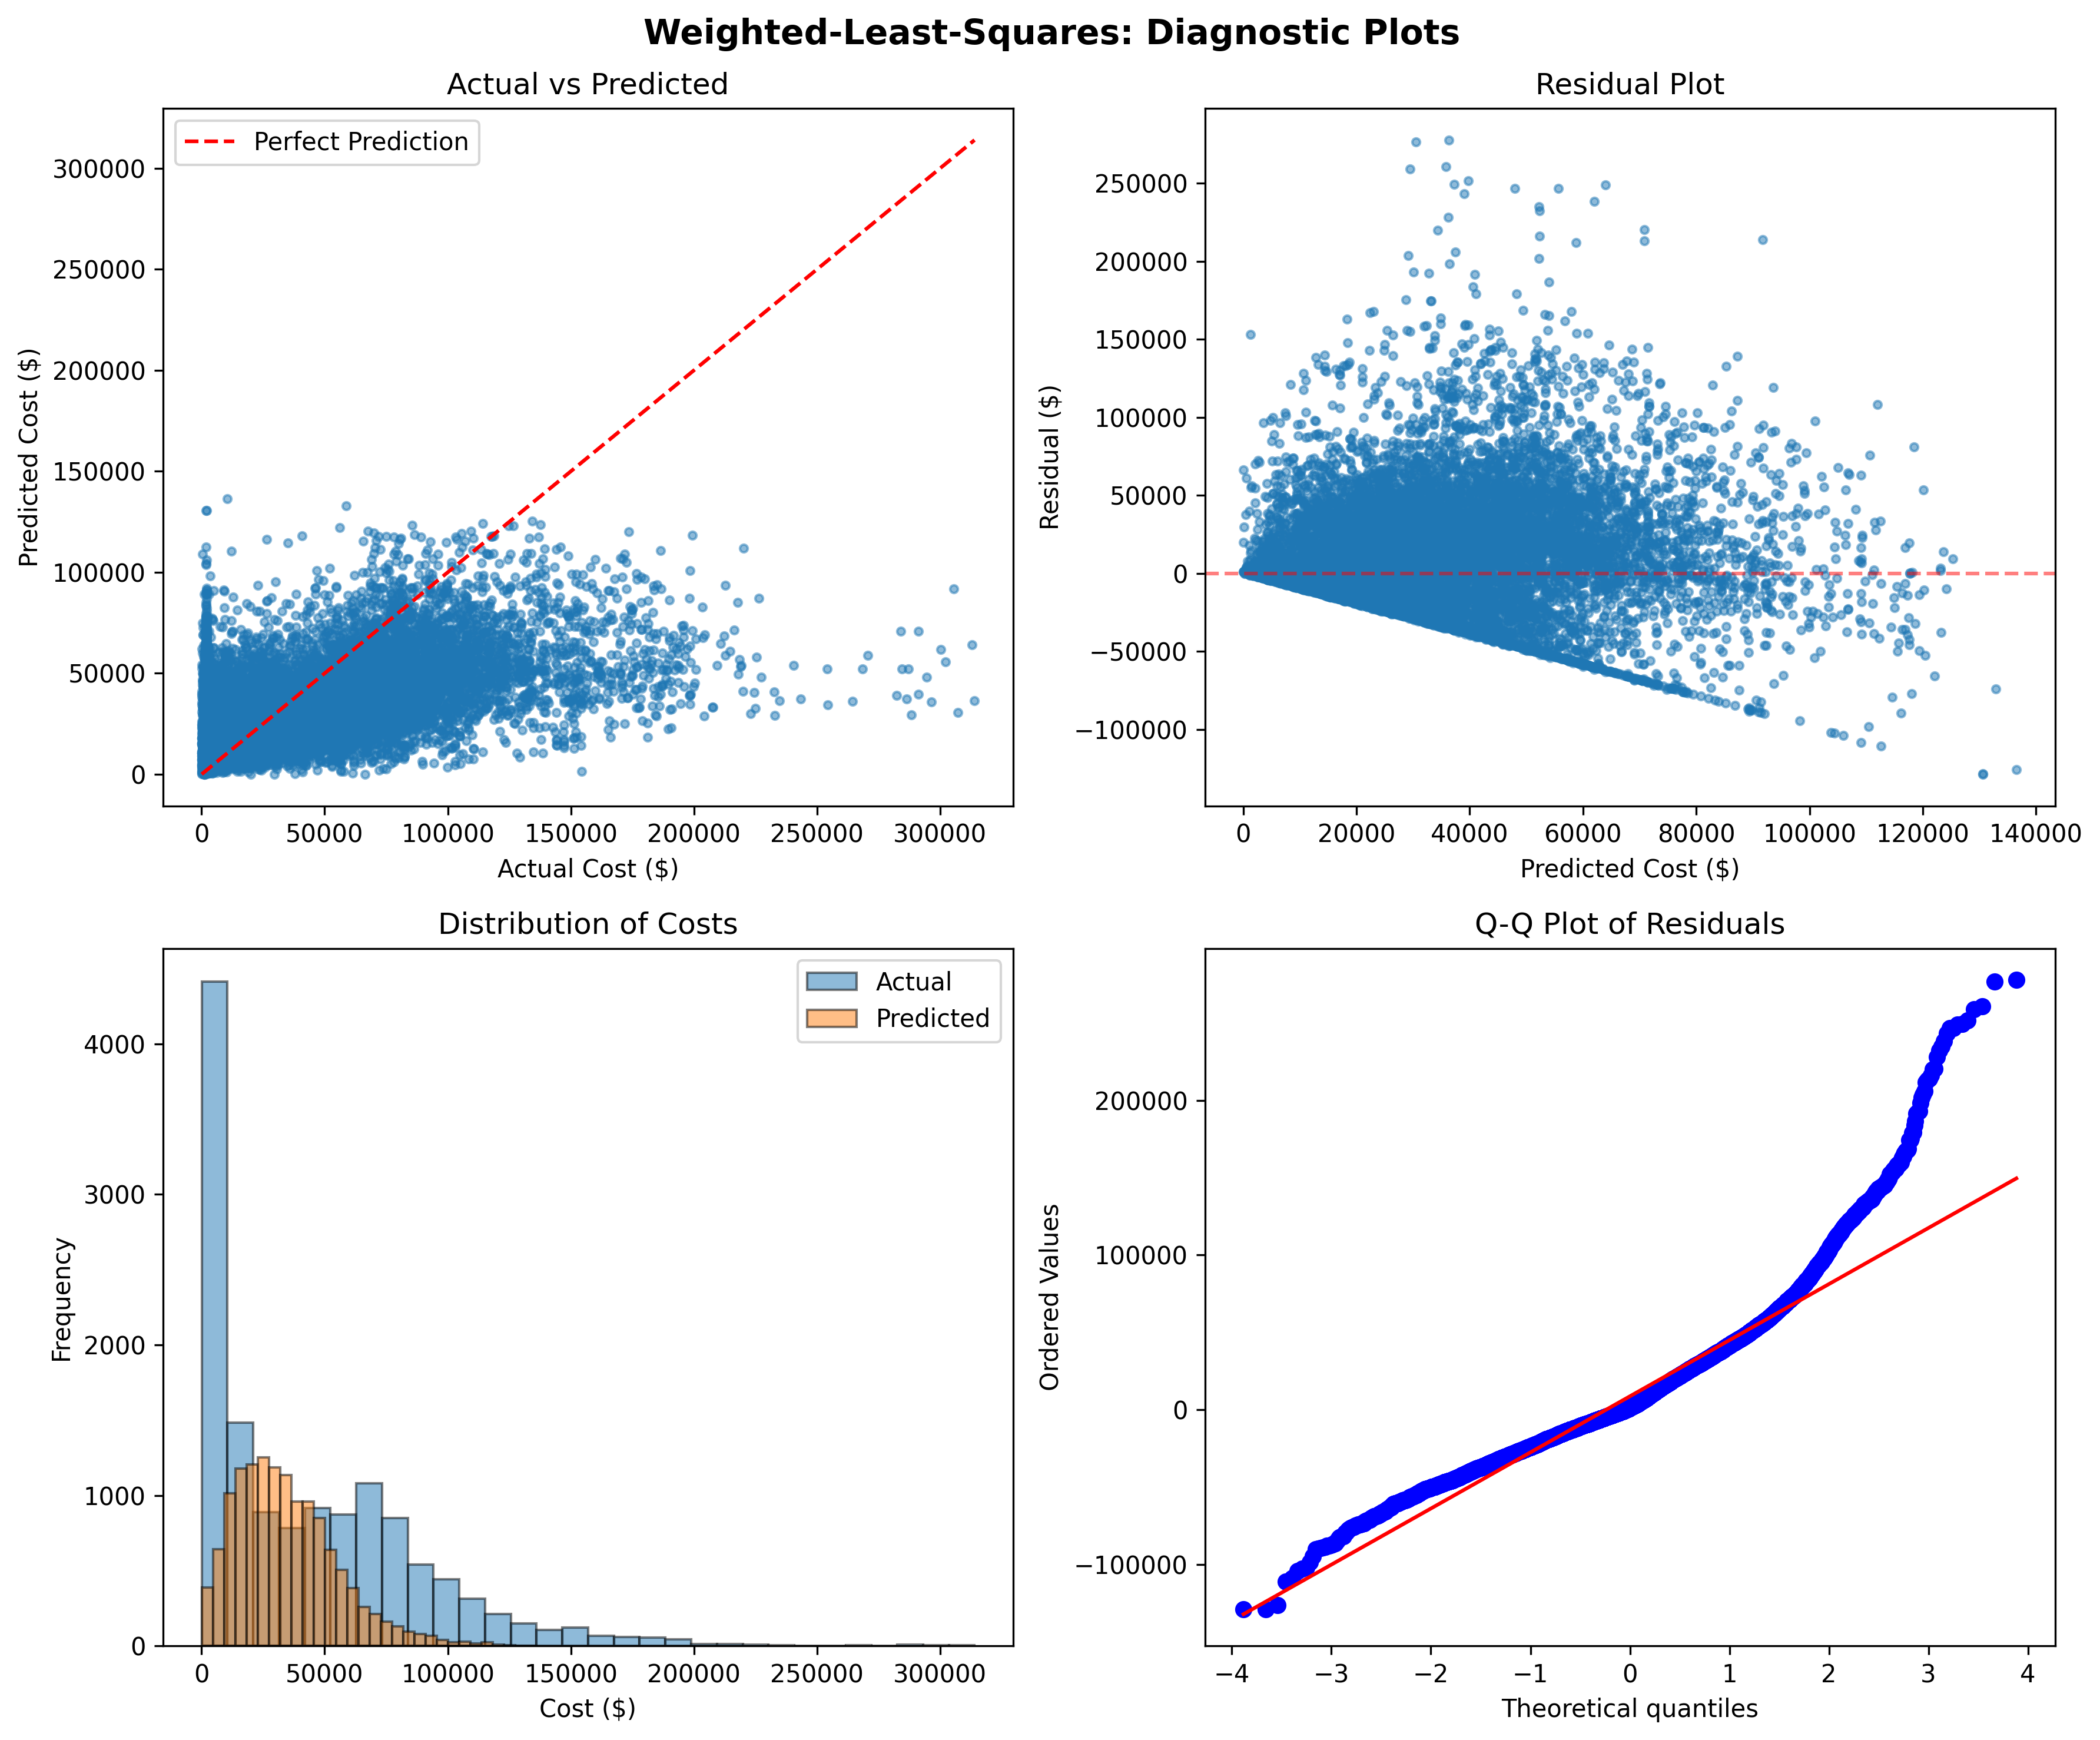 Weighted-Least-Squares: Diagnostic Plots
Actual vs Predicted
Perfect Prediction
300000
250000
200000
150000
100000
50000
0
Predicted Cost ($)
0 50000 100000 150000 200000 250000 300000
Actual Cost ($)
Residual Plot
250000
200000
150000
100000
50000
0
−50000
−100000
Residual ($)
0 20000 40000 60000 80000 100000 120000 140000
Predicted Cost ($)
Distribution of Costs
Actual
Predicted
4000
3000
2000
1000
0
Frequency
0 50000 100000 150000 200000 250000 300000
Cost ($)
Q-Q Plot of Residuals
200000
100000
0
−100000
Ordered Values
−4 −3 −2 −1 0 1 2 3 4
Theoretical quantiles